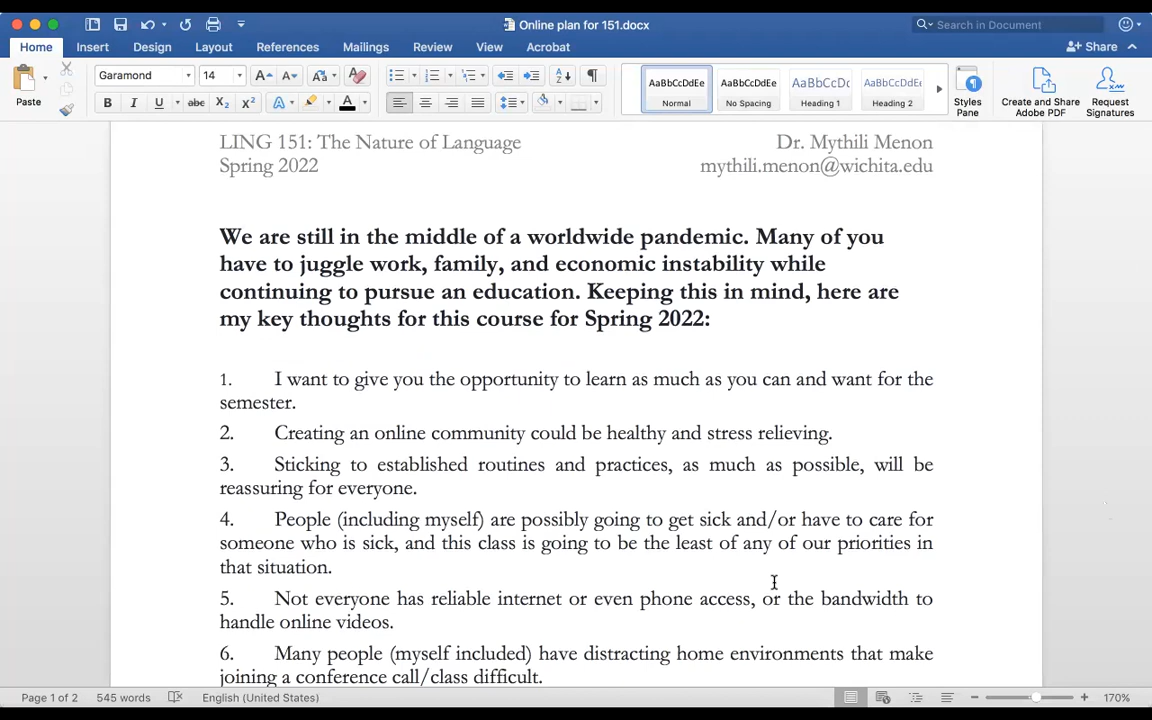 Online plan for 151.docx
Search in Document
Home Insert Design Layout References Mailings Review View Acrobat
Share
Paste
Garamond 14
AaBbCcDdEe AaBbCcDdEe AaBbCcDc AaBbCcDdEe
Normal No Spacing Heading 1 Heading 2
Styles Pane
Create and Share Adobe PDF
Request Signatures
LING 151: The Nature of Language Dr. Mythili Menon
Spring 2022 mythili.menon@wichita.edu
We are still in the middle of a worldwide pandemic. Many of you
have to juggle work, family, and economic instability while
continuing to pursue an education. Keeping this in mind, here are
my key thoughts for this course for Spring 2022:
1. I want to give you the opportunity to learn as much as you can and want for the
semester.
2. Creating an online community could be healthy and stress relieving.
3. Sticking to established routines and practices, as much as possible, will be
reassuring for everyone.
4. People (including myself) are possibly going to get sick and/or have to care for
someone who is sick, and this class is going to be the least of any of our priorities in
that situation.
5. Not everyone has reliable internet or even phone access, or the bandwidth to
handle online videos.
6. Many people (myself included) have distracting home environments that make
joining a conference call/class difficult.
Page 1 of 2 545 words English (United States) 170%